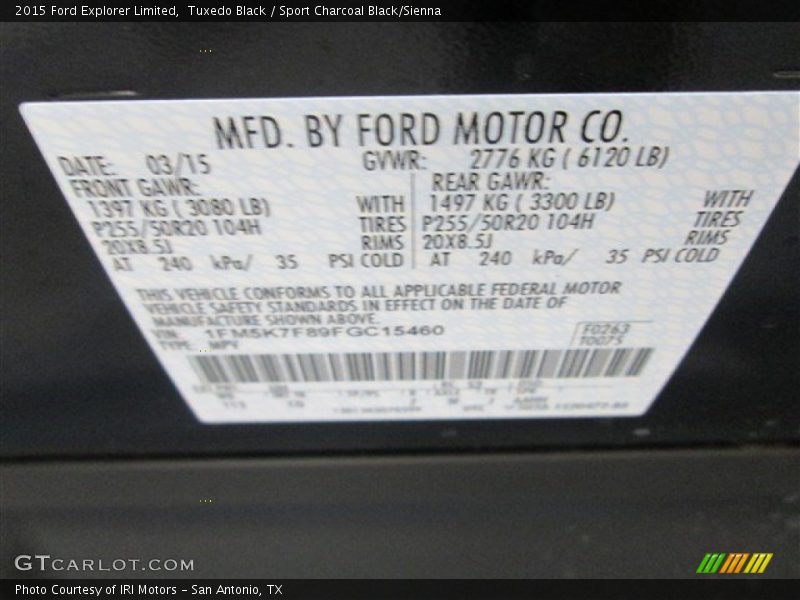 2015 Ford Explorer Limited, Tuxedo Black / Sport Charcoal Black/Sienna
MFD. BY FORD MOTOR CO.
DATE: 03/15 GVWR: 2776 KG ( 6120 LB)
FRONT GAWR: REAR GAWR:
1397 KG ( 3080 LB) WITH 1497 KG ( 3300 LB) WITH
P255/50R20 104H TIRES P255/50R20 104H TIRES
20X8.5J RIMS 20X8.5J RIMS
AT 240 kPa/ 35 PSI COLD AT 240 kPa/ 35 PSI COLD
THIS VEHICLE CONFORMS TO ALL APPLICABLE FEDERAL MOTOR
VEHICLE SAFETY STANDARDS IN EFFECT ON THE DATE OF
MANUFACTURE SHOWN ABOVE.
VIN: 1FM5K7F89FGC15460 F0263
TYPE: MPV T0075
GTCARLOT.COM
Photo Courtesy of IRI Motors - San Antonio, TX